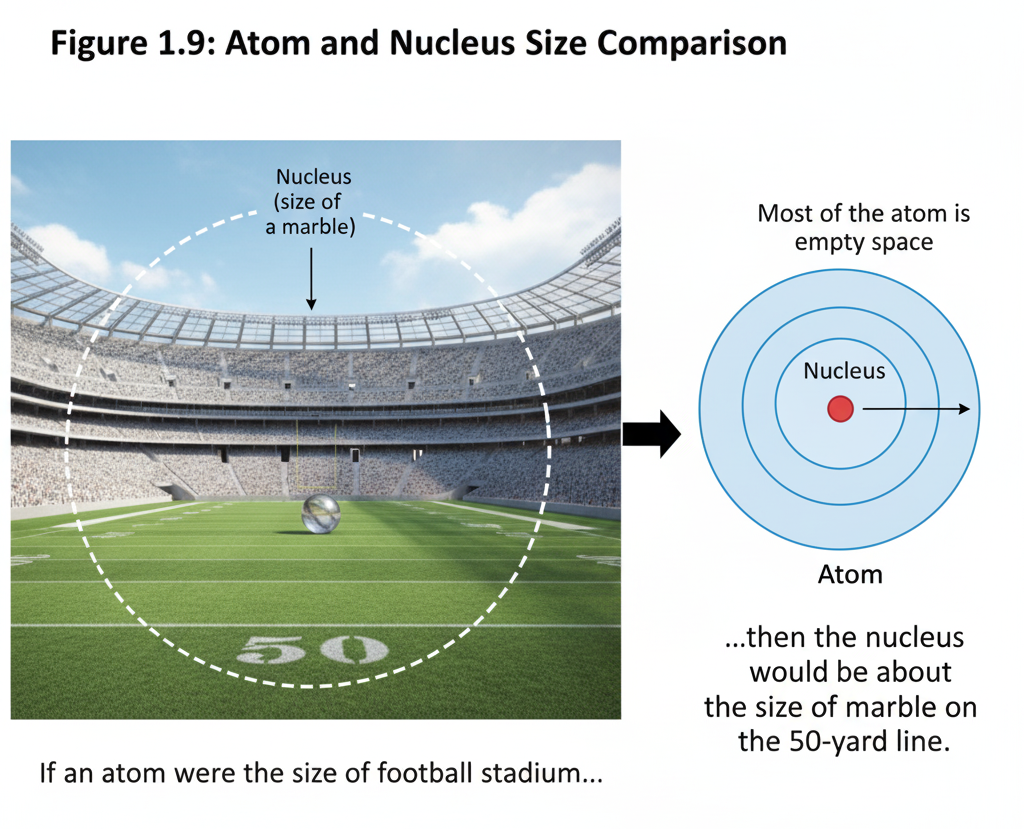 Figure 1.9: Atom and Nucleus Size Comparison
Nucleus
(size of
a marble)
50
If an atom were the size of football stadium...
Most of the atom is
empty space
Nucleus
Atom
...then the nucleus
would be about
the size of marble on
the 50-yard line.